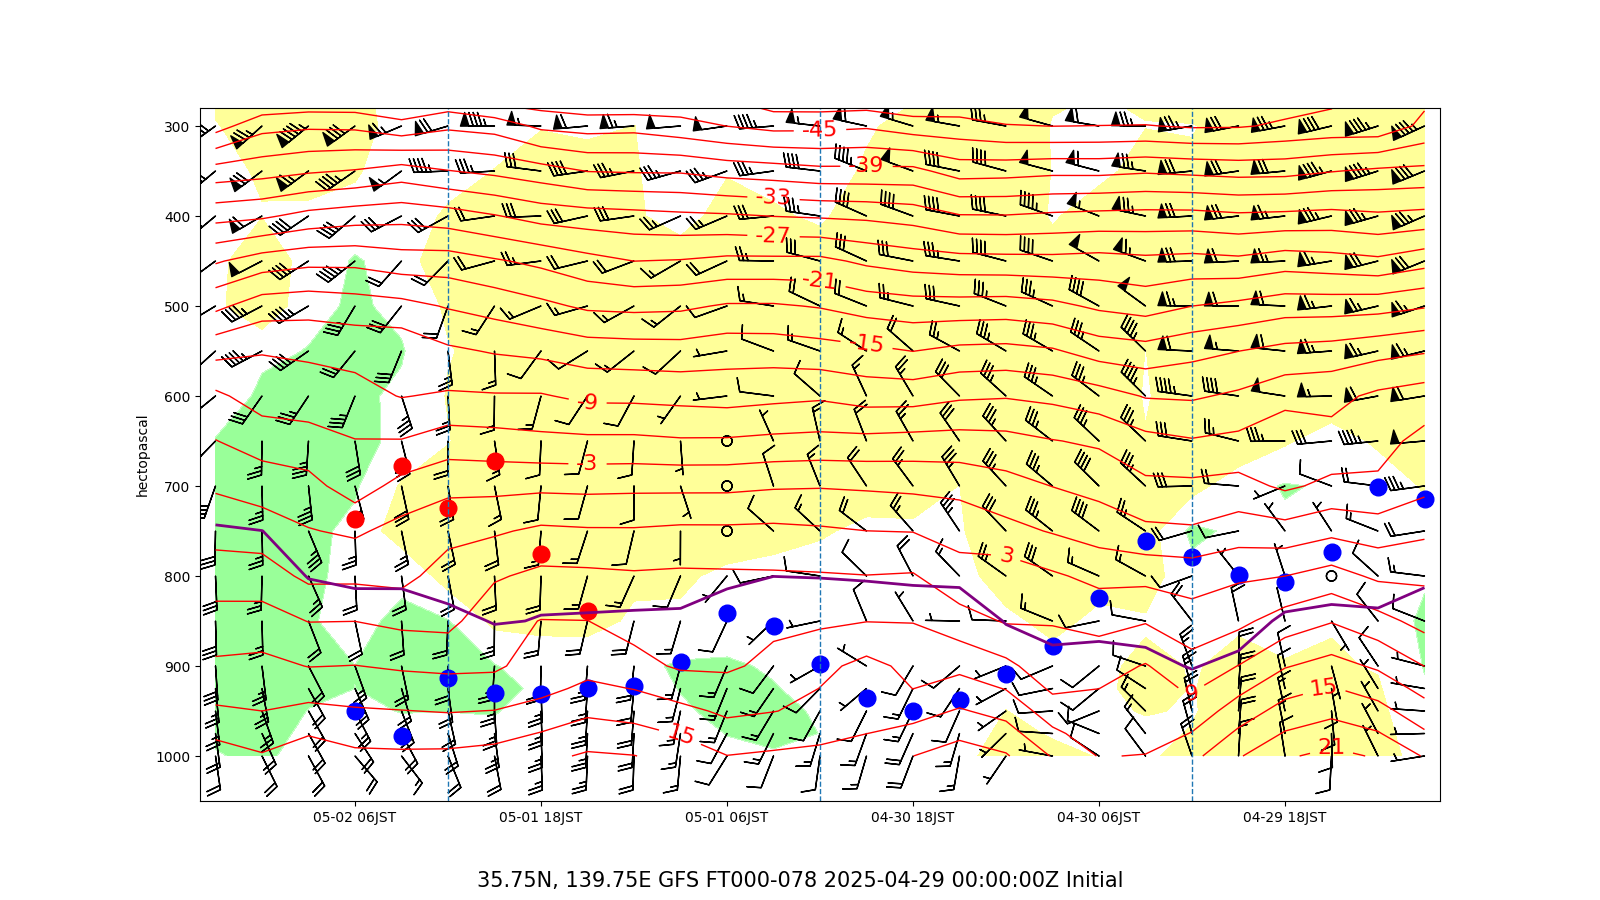 300
400
500
600
700
800
900
1000
hectopascal
-45
-39
-33
-27
-21
-15
-9
-3
3
9
15
15
21
05-02 06JST
05-01 18JST
05-01 06JST
04-30 18JST
04-30 06JST
04-29 18JST
35.75N, 139.75E GFS FT000-078 2025-04-29 00:00:00Z Initial